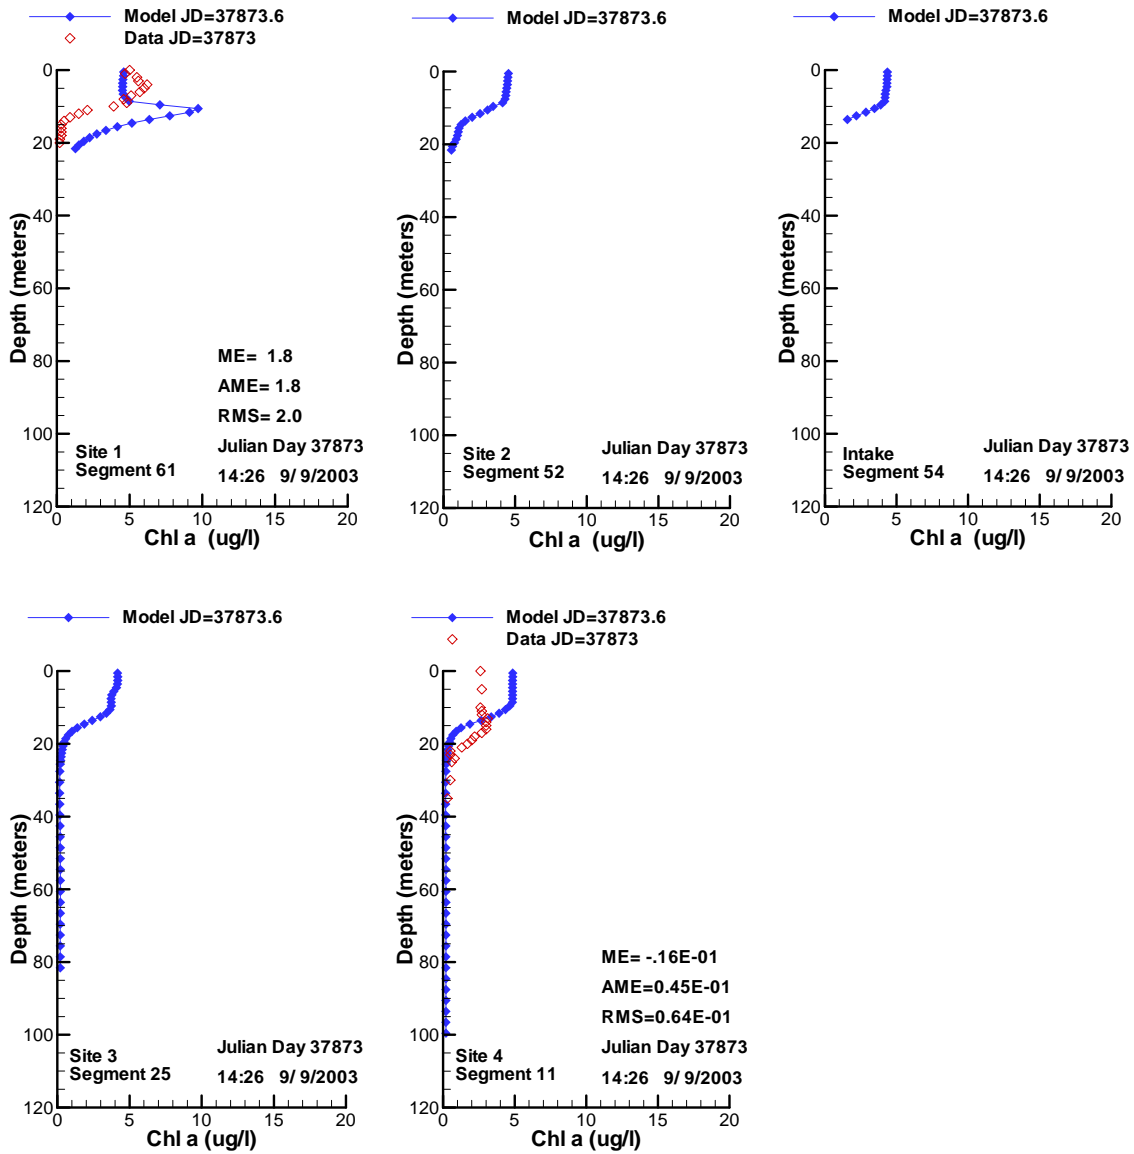 Model JD=37873.6
Data JD=37873
0
20
40
60
80
100
120
Depth (meters)
ME= 1.8
AME= 1.8
RMS= 2.0
Site 1
Segment 61
Julian Day 37873
14:26 9/ 9/2003
0 5 10 15 20
Chl a (ug/l)
Model JD=37873.6
0
20
40
60
80
100
120
Depth (meters)
Site 2
Segment 52
Julian Day 37873
14:26 9/ 9/2003
0 5 10 15 20
Chl a (ug/l)
Model JD=37873.6
0
20
40
60
80
100
120
Depth (meters)
Intake
Segment 54
Julian Day 37873
14:26 9/ 9/2003
0 5 10 15 20
Chl a (ug/l)
Model JD=37873.6
0
20
40
60
80
100
120
Depth (meters)
Site 3
Segment 25
Julian Day 37873
14:26 9/ 9/2003
0 5 10 15 20
Chl a (ug/l)
Model JD=37873.6
Data JD=37873
0
20
40
60
80
100
120
Depth (meters)
ME= -.16E-01
AME=0.45E-01
RMS=0.64E-01
Site 4
Segment 11
Julian Day 37873
14:26 9/ 9/2003
0 5 10 15 20
Chl a (ug/l)